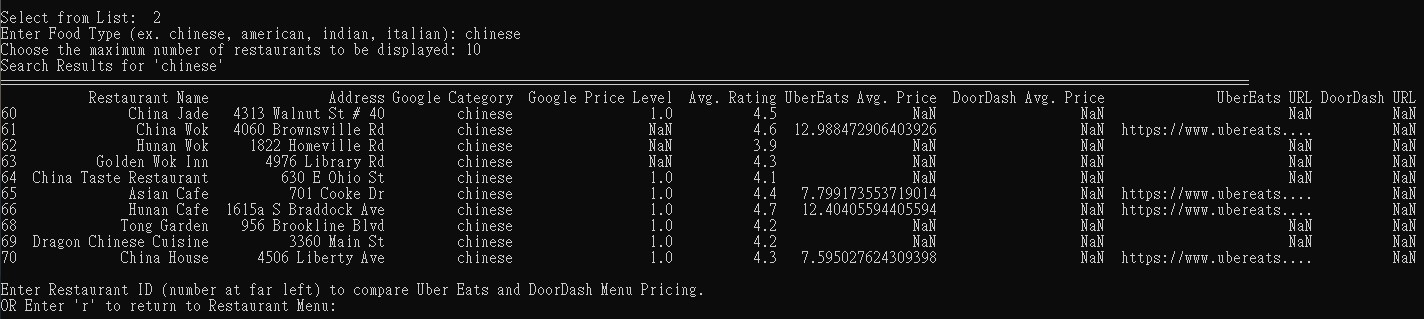 Select from List:  2
Enter Food Type (ex. chinese, american, indian, italian): chinese
Choose the maximum number of restaurants to be displayed: 10
Search Results for 'chinese'
Restaurant Name Address Google Category Google Price Level Avg. Rating UberEats Avg. Price DoorDash Avg. Price UberEats URL DoorDash URL
60 China Jade 4313 Walnut St # 40 chinese 1.0 4.5 NaN NaN NaN NaN
61 China Wok 4060 Brownsville Rd chinese NaN 4.6 12.988472906403926 NaN https://www.ubereats.... NaN
62 Hunan Wok 1822 Homeville Rd chinese NaN 3.9 NaN NaN NaN NaN
63 Golden Wok Inn 4976 Library Rd chinese NaN 4.3 NaN NaN NaN NaN
64 China Taste Restaurant 630 E Ohio St chinese 1.0 4.1 NaN NaN NaN NaN
65 Asian Cafe 701 Cooke Dr chinese 1.0 4.4 7.799173553719014 NaN https://www.ubereats.... NaN
66 Hunan Cafe 1615a S Braddock Ave chinese 1.0 4.7 12.40405594405594 NaN https://www.ubereats.... NaN
68 Tong Garden 956 Brookline Blvd chinese 1.0 4.2 NaN NaN NaN NaN
69 Dragon Chinese Cuisine 3360 Main St chinese 1.0 4.2 NaN NaN NaN NaN
70 China House 4506 Liberty Ave chinese 1.0 4.3 7.595027624309398 NaN https://www.ubereats.... NaN
Enter Restaurant ID (number at far left) to compare Uber Eats and DoorDash Menu Pricing.
OR Enter 'r' to return to Restaurant Menu: